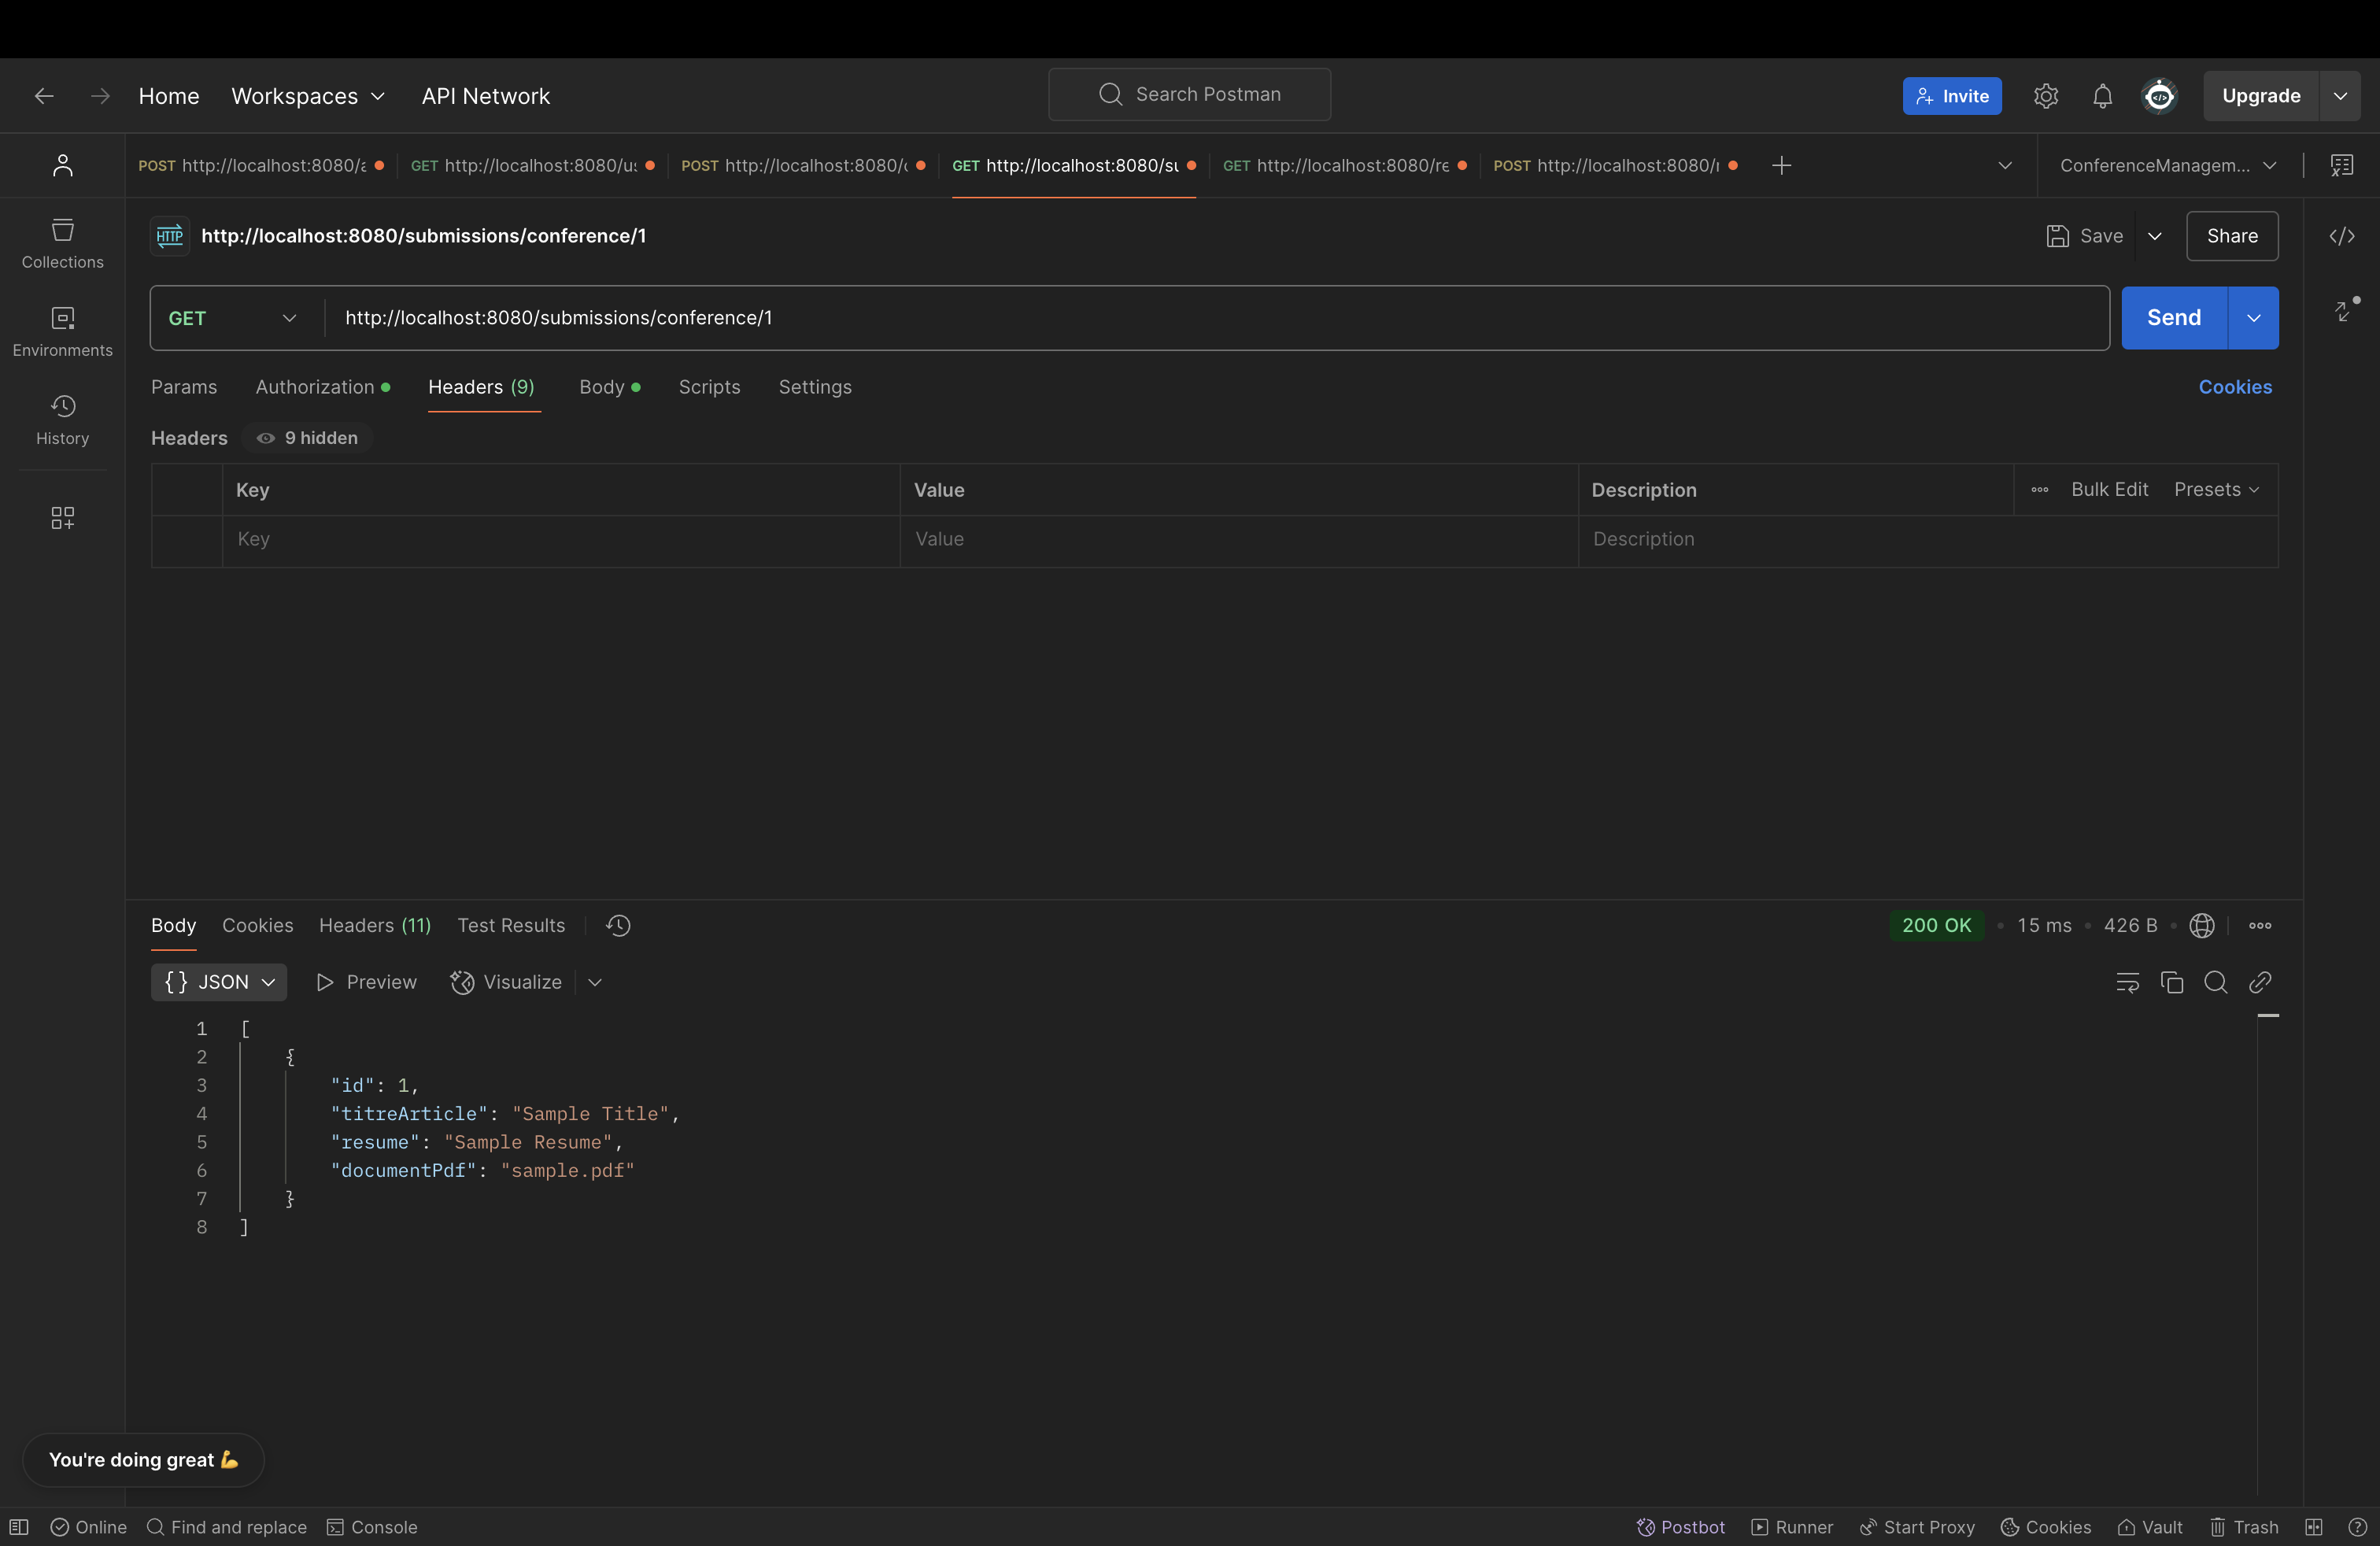 Home Workspaces API Network Search Postman Invite Upgrade
POST http://localhost:8080/a GET http://localhost:8080/us POST http://localhost:8080/c GET http://localhost:8080/su GET http://localhost:8080/re POST http://localhost:8080/r ConferenceManagem...
HTTP http://localhost:8080/submissions/conference/1 Save Share
Collections
GET http://localhost:8080/submissions/conference/1 Send
Environments
Params Authorization Headers (9) Body Scripts Settings Cookies
History
Headers 9 hidden
Key Value Description Bulk Edit Presets
Key Value Description
Body Cookies Headers (11) Test Results 200 OK • 15 ms • 426 B
{} JSON Preview Visualize
1 [
2 {
3 "id": 1,
4 "titreArticle": "Sample Title",
5 "resume": "Sample Resume",
6 "documentPdf": "sample.pdf"
7 }
8 ]
You're doing great 💪
Online Find and replace Console Postbot Runner Start Proxy Cookies Vault Trash